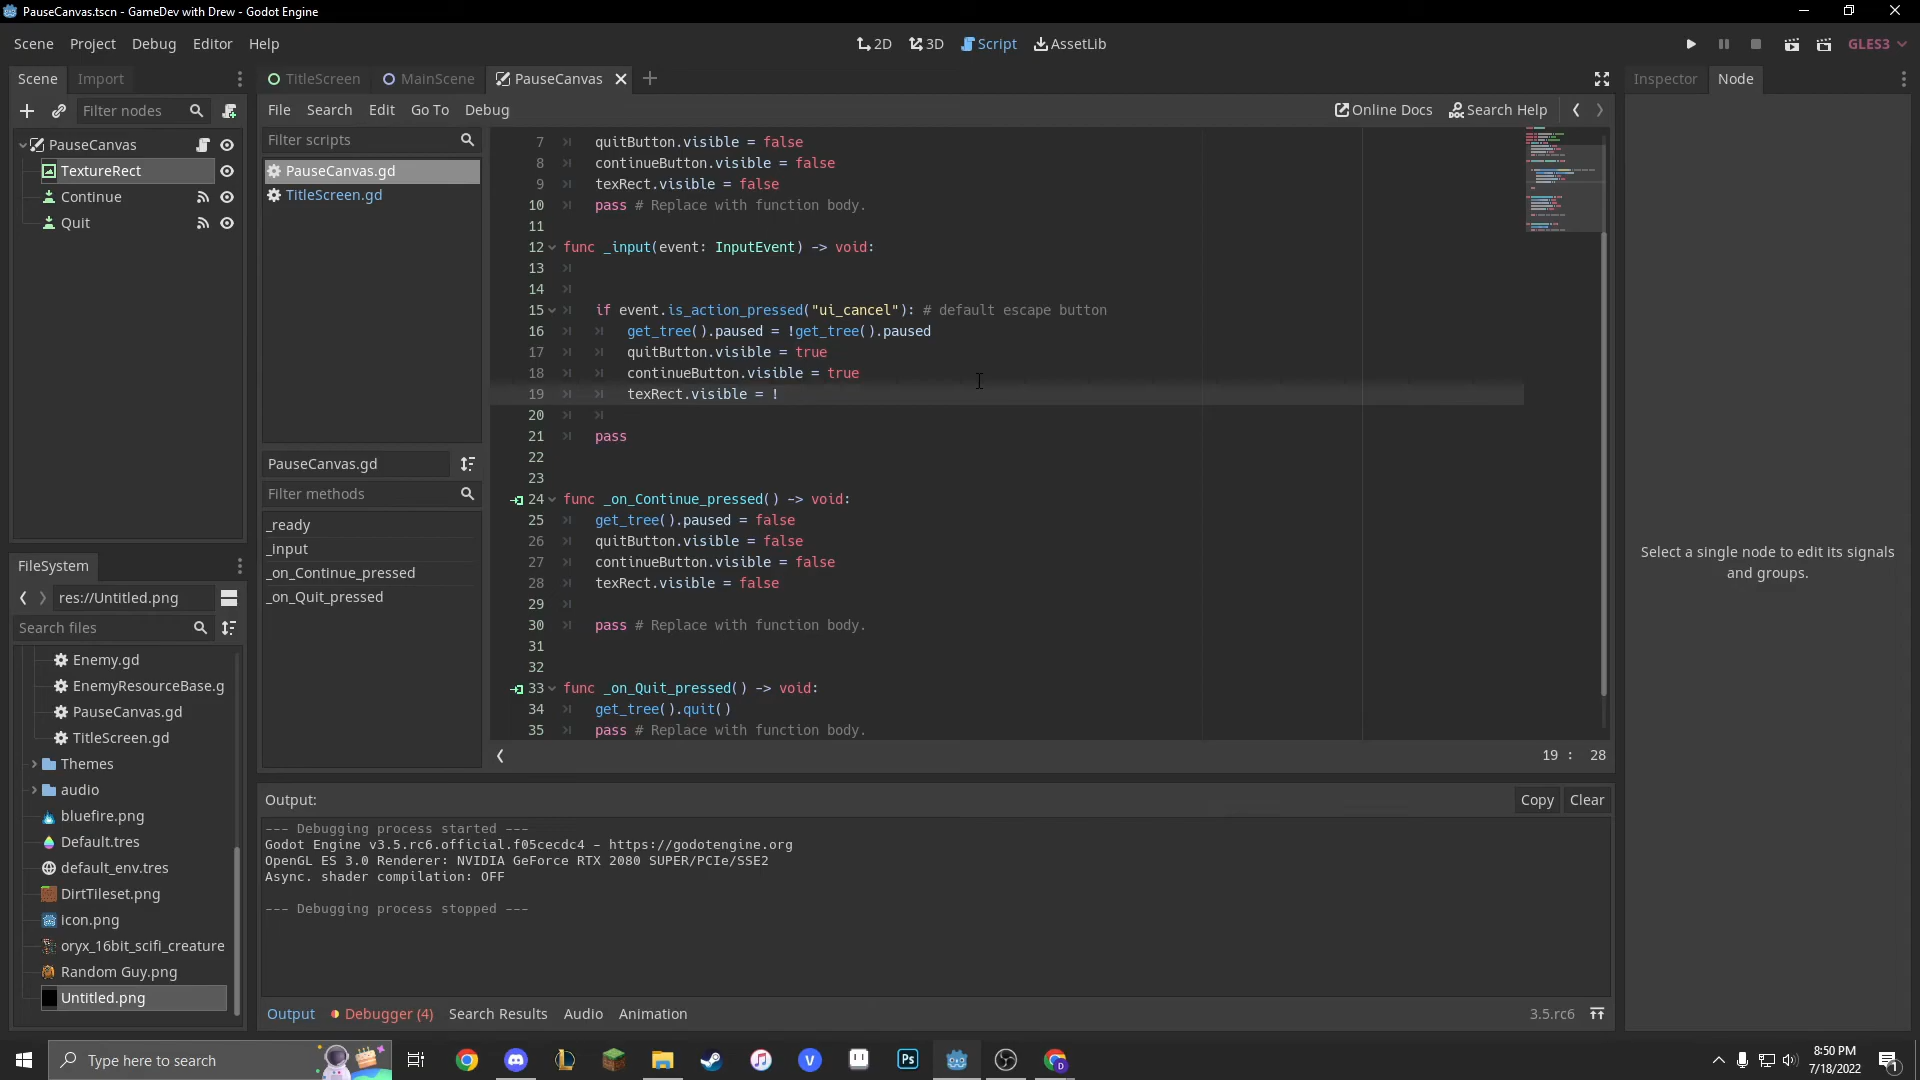 PauseCanvas.tscn - GameDev with Drew - Godot Engine
Scene Project Debug Editor Help
2D 3D Script AssetLib
GLES3
Scene Import
TitleScreen MainScene PauseCanvas
Inspector Node
Filter nodes
File Search Edit Go To Debug
Online Docs Search Help
PauseCanvas
TextureRect
Continue
Quit
Filter scripts
PauseCanvas.gd
TitleScreen.gd
PauseCanvas.gd
Filter methods
_ready
_input
_on_Continue_pressed
_on_Quit_pressed
7 quitButton.visible = false
8 continueButton.visible = false
9 texRect.visible = false
10 pass # Replace with function body.
11
12 func _input(event: InputEvent) -> void:
13
14
15 if event.is_action_pressed("ui_cancel"): # default escape button
16 get_tree().paused = !get_tree().paused
17 quitButton.visible = true
18 continueButton.visible = true
19 texRect.visible = !
20
21 pass
22
23
24 func _on_Continue_pressed() -> void:
25 get_tree().paused = false
26 quitButton.visible = false
27 continueButton.visible = false
28 texRect.visible = false
29
30 pass # Replace with function body.
31
32
33 func _on_Quit_pressed() -> void:
34 get_tree().quit()
35 pass # Replace with function body.
19 : 28
Select a single node to edit its signals
and groups.
FileSystem
res://Untitled.png
Search files
Enemy.gd
EnemyResourceBase.g
PauseCanvas.gd
TitleScreen.gd
Themes
audio
bluefire.png
Default.tres
default_env.tres
DirtTileset.png
icon.png
oryx_16bit_scifi_creature
Random Guy.png
Untitled.png
Output:
Copy Clear
--- Debugging process started ---
Godot Engine v3.5.rc6.official.f05cecdc4 - https://godotengine.org
OpenGL ES 3.0 Renderer: NVIDIA GeForce RTX 2080 SUPER/PCIe/SSE2
Async. shader compilation: OFF
--- Debugging process stopped ---
Output Debugger (4) Search Results Audio Animation
3.5.rc6
Type here to search
Ps
8:50 PM
7/18/2022
1